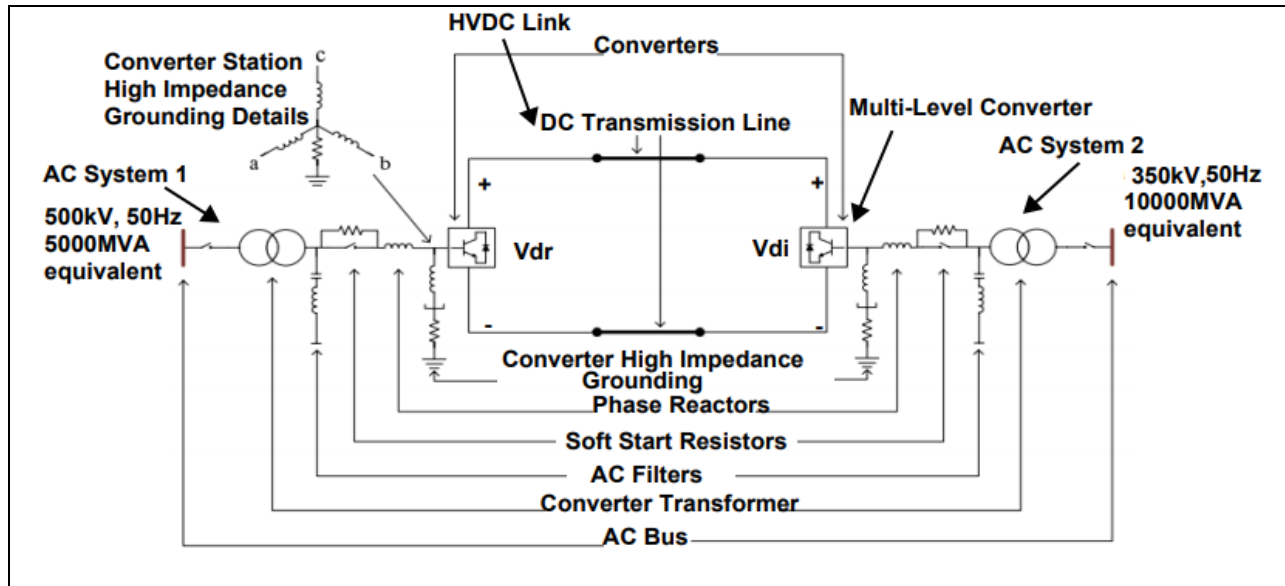 HVDC Link
Converters
Converter Station
High Impedance
Grounding Details
c
a
b
DC Transmission Line
Multi-Level Converter
AC System 1
AC System 2
500kV, 50Hz
5000MVA
equivalent
350kV,50Hz
10000MVA
equivalent
+
+
Vdr
Vdi
-
-
Converter High Impedance
Grounding
Phase Reactors
Soft Start Resistors
AC Filters
Converter Transformer
AC Bus